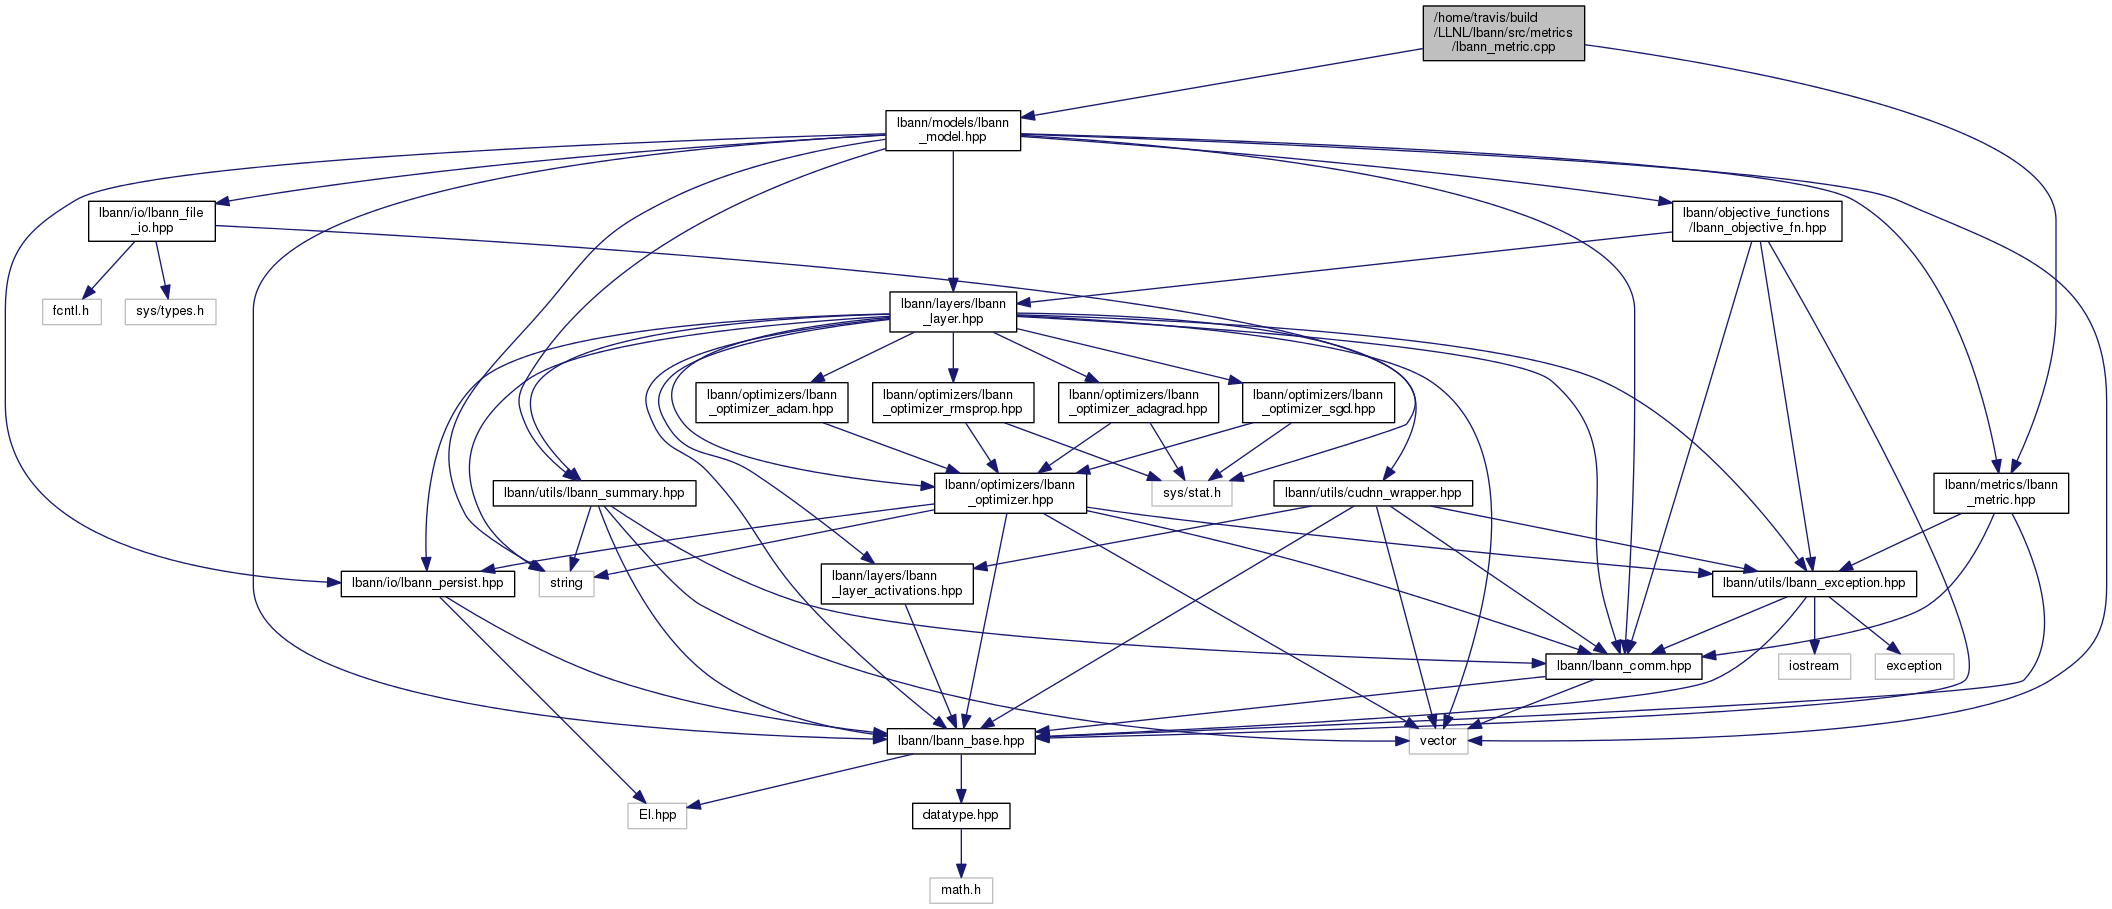 /home/travis/build
/LLNL/lbann/src/metrics
/lbann_metric.cpp
lbann/models/lbann
_model.hpp
lbann/io/lbann_file
_io.hpp
lbann/objective_functions
/lbann_objective_fn.hpp
fcntl.h
sys/types.h
lbann/layers/lbann
_layer.hpp
lbann/optimizers/lbann
_optimizer_adam.hpp
lbann/optimizers/lbann
_optimizer_rmsprop.hpp
lbann/optimizers/lbann
_optimizer_adagrad.hpp
lbann/optimizers/lbann
_optimizer_sgd.hpp
lbann/utils/lbann_summary.hpp
lbann/optimizers/lbann
_optimizer.hpp
sys/stat.h
lbann/utils/cudnn_wrapper.hpp
lbann/metrics/lbann
_metric.hpp
lbann/io/lbann_persist.hpp
string
lbann/layers/lbann
_layer_activations.hpp
lbann/utils/lbann_exception.hpp
lbann/lbann_comm.hpp
iostream
exception
lbann/lbann_base.hpp
vector
El.hpp
datatype.hpp
math.h